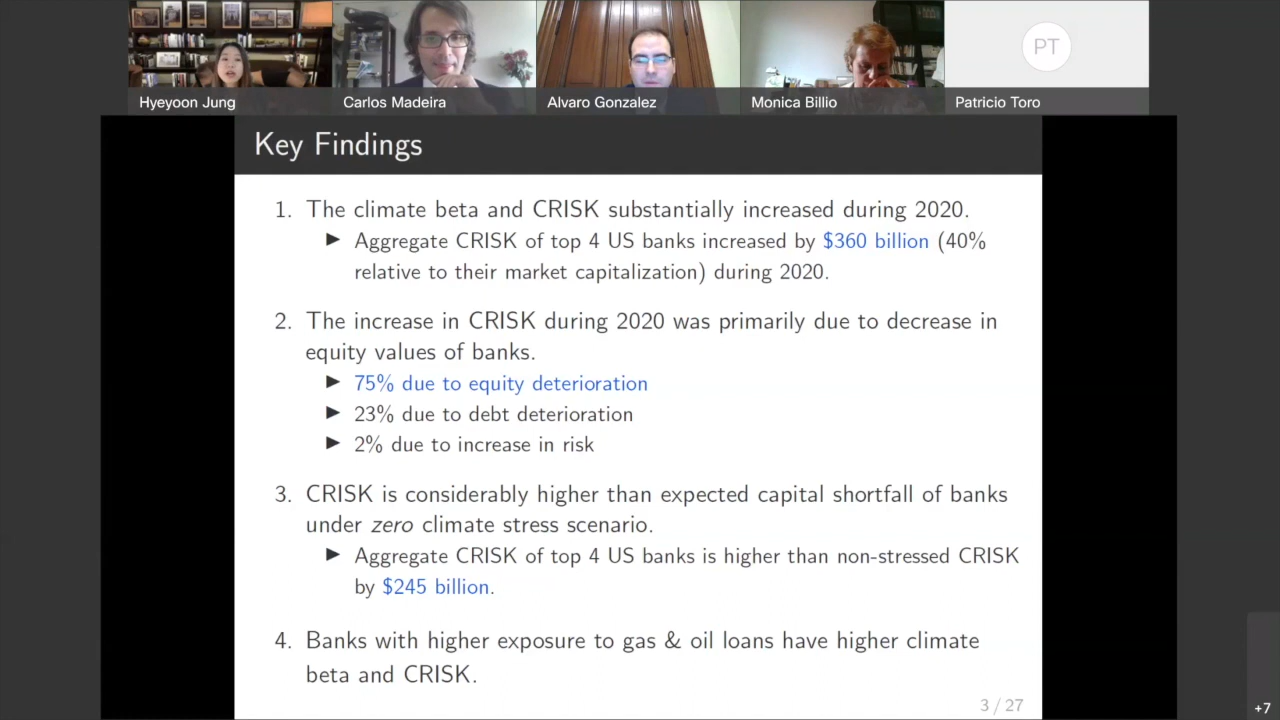 PT
Hyeyoon Jung
Carlos Madeira
Alvaro Gonzalez
Monica Billio
Patricio Toro
Key Findings
1. The climate beta and CRISK substantially increased during 2020.
▶ Aggregate CRISK of top 4 US banks increased by $360 billion (40%
relative to their market capitalization) during 2020.
2. The increase in CRISK during 2020 was primarily due to decrease in
equity values of banks.
▶ 75% due to equity deterioration
▶ 23% due to debt deterioration
▶ 2% due to increase in risk
3. CRISK is considerably higher than expected capital shortfall of banks
under zero climate stress scenario.
▶ Aggregate CRISK of top 4 US banks is higher than non-stressed CRISK
by $245 billion.
4. Banks with higher exposure to gas & oil loans have higher climate
beta and CRISK.
3 / 27
+7